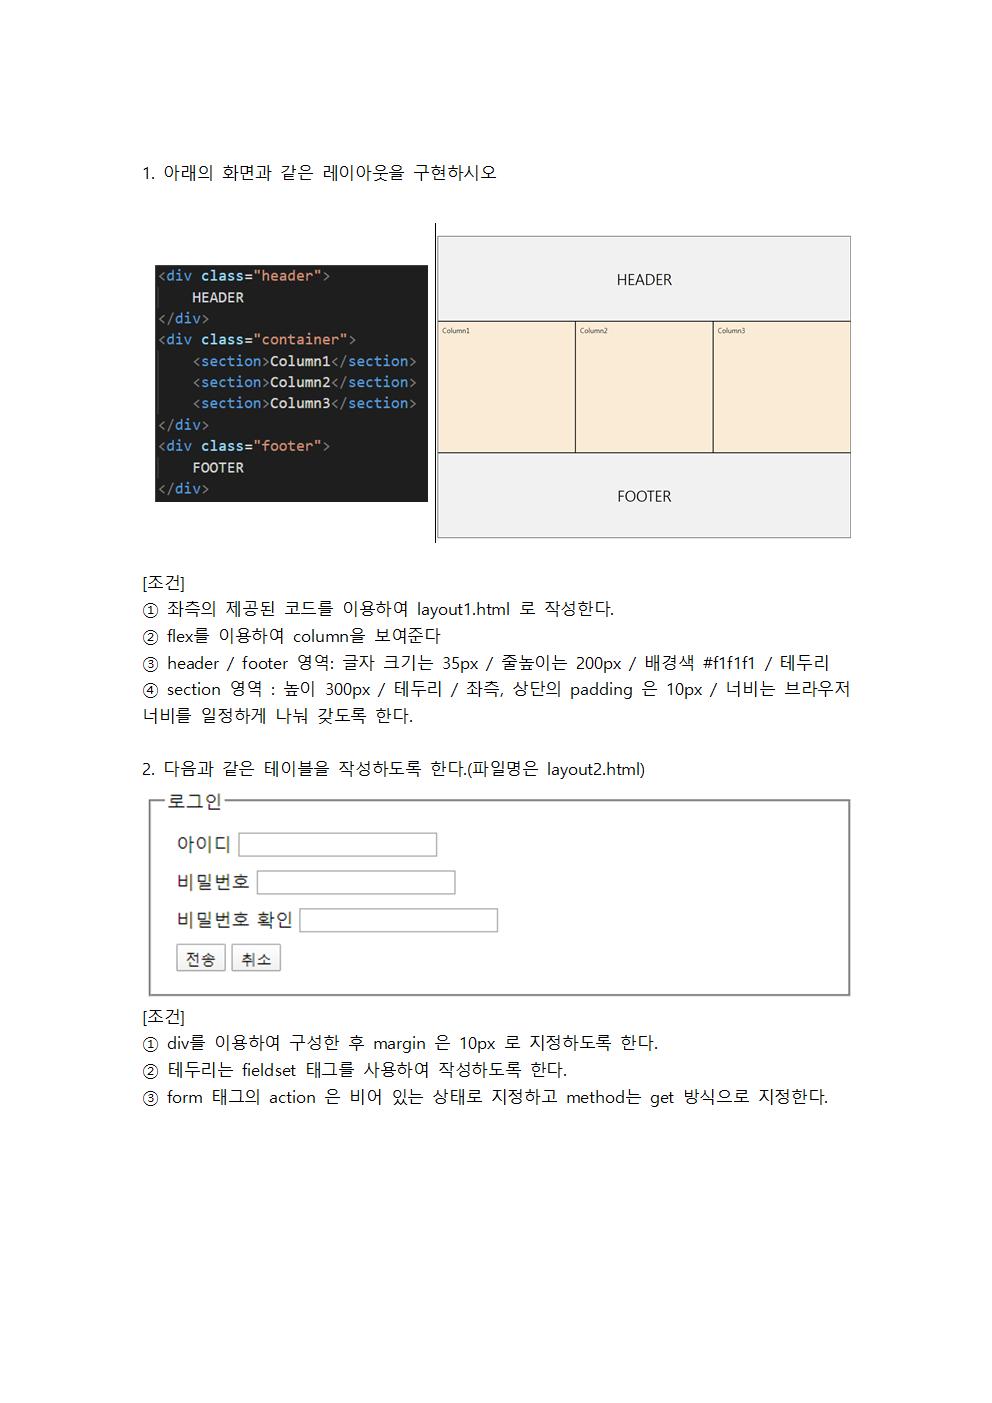 1. 아래의 화면과 같은 레이아웃을 구현하시오
<div class="header">
HEADER
</div>
<div class="container">
<section>Column1</section>
<section>Column2</section>
<section>Column3</section>
</div>
<div class="footer">
FOOTER
</div>
HEADER
Column1 Column2 Column3
FOOTER
[조건]
① 좌측의 제공된 코드를 이용하여 layout1.html 로 작성한다.
② flex를 이용하여 column을 보여준다
③ header / footer 영역: 글자 크기는 35px / 줄높이는 200px / 배경색 #f1f1f1 / 테두리
④ section 영역 : 높이 300px / 테두리 / 좌측, 상단의 padding 은 10px / 너비는 브라우저
너비를 일정하게 나눠 갖도록 한다.
2. 다음과 같은 테이블을 작성하도록 한다.(파일명은 layout2.html)
로그인
아이디
비밀번호
비밀번호 확인
전송 취소
[조건]
① div를 이용하여 구성한 후 margin 은 10px 로 지정하도록 한다.
② 테두리는 fieldset 태그를 사용하여 작성하도록 한다.
③ form 태그의 action 은 비어 있는 상태로 지정하고 method는 get 방식으로 지정한다.